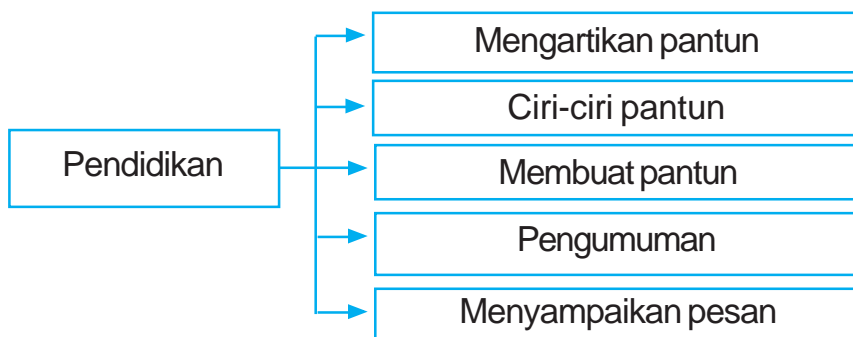 Pendidikan
Mengartikan pantun
Ciri-ciri pantun
Membuat pantun
Pengumuman
Menyampaikan pesan